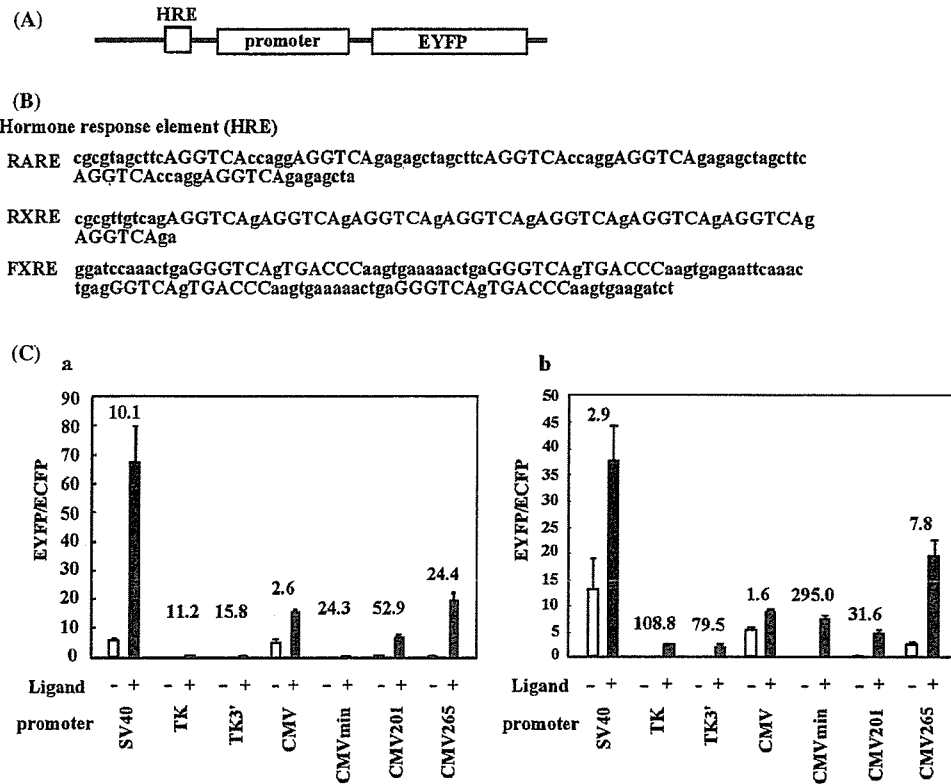 (A)
HRE
promoter
EYFP
(B)
Hormone response element (HRE)
RARE cgcgtagcttcAGGTCAccaggAGGTCAgagagctagcttcAGGTCAccaggAGGTCAgagagctagcttc
AGGTCAccaggAGGTCAgagagcta
RXRE cgcgttgtcagAGGTCAgAGGTCAgAGGTCAgAGGTCAgAGGTCAgAGGTCAgAGGTCAg
AGGTCAga
FXRE ggatccaaactgaGGGTCAgTGACCCaagtgaaaaactgaGGGTCAgTGACCCaagtgagaattcaaac
tgagGGTCAgTGACCCaagtgaaaaactgaGGGTCAgTGACCCaagtgaagatct
(C)
a
90
80
70
60
50
40
30
20
10
0
EYFP/ECFP
10.1
11.2
15.8
2.6
24.3
52.9
24.4
Ligand - + - + - + - + - + - + - +
promoter SV40 TK TK3' CMV CMVmin CMV201 CMV265
b
50
45
40
35
30
25
20
15
10
5
0
EYFP/ECFP
2.9
108.8
79.5
1.6
295.0
31.6
7.8
Ligand - + - + - + - + - + - + - +
promoter SV40 TK TK3' CMV CMVmin CMV201 CMV265